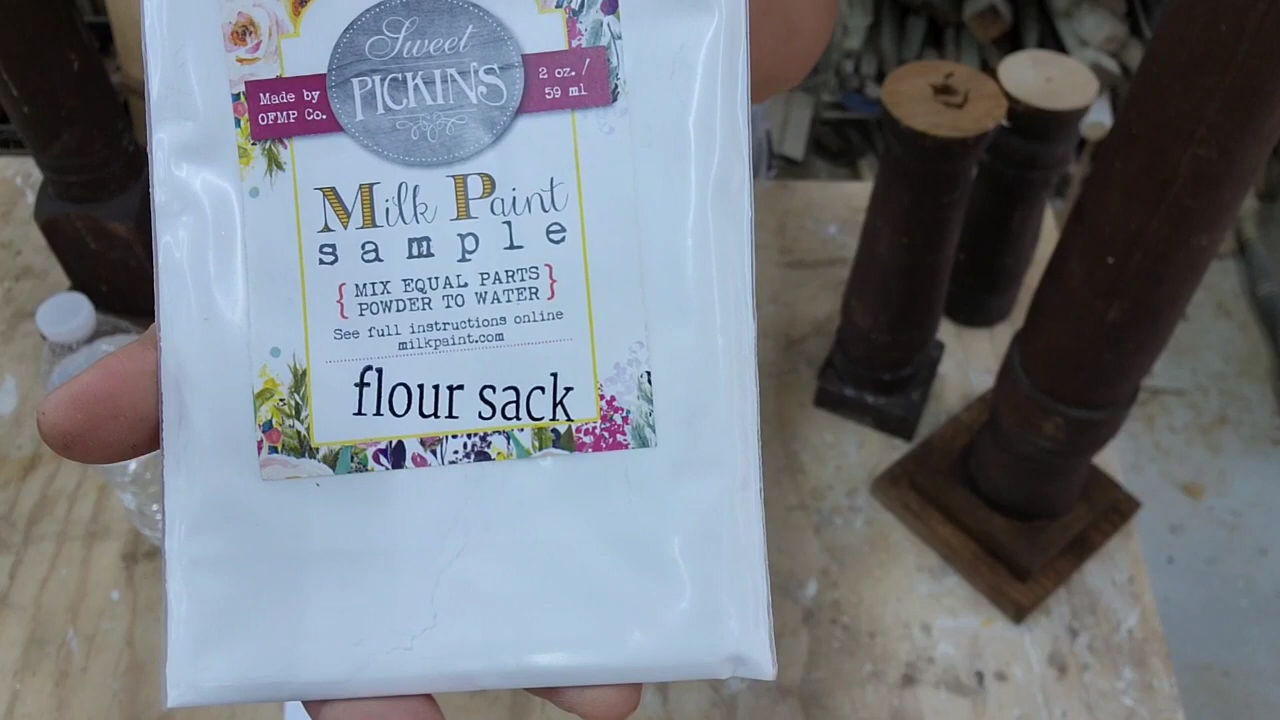 Sweet
PICKINS
Made by
OFMP Co.
2 oz. /
59 ml
Milk Paint
sample
{ MIX EQUAL PARTS
POWDER TO WATER }
See full instructions online
milkpaint.com
flour sack